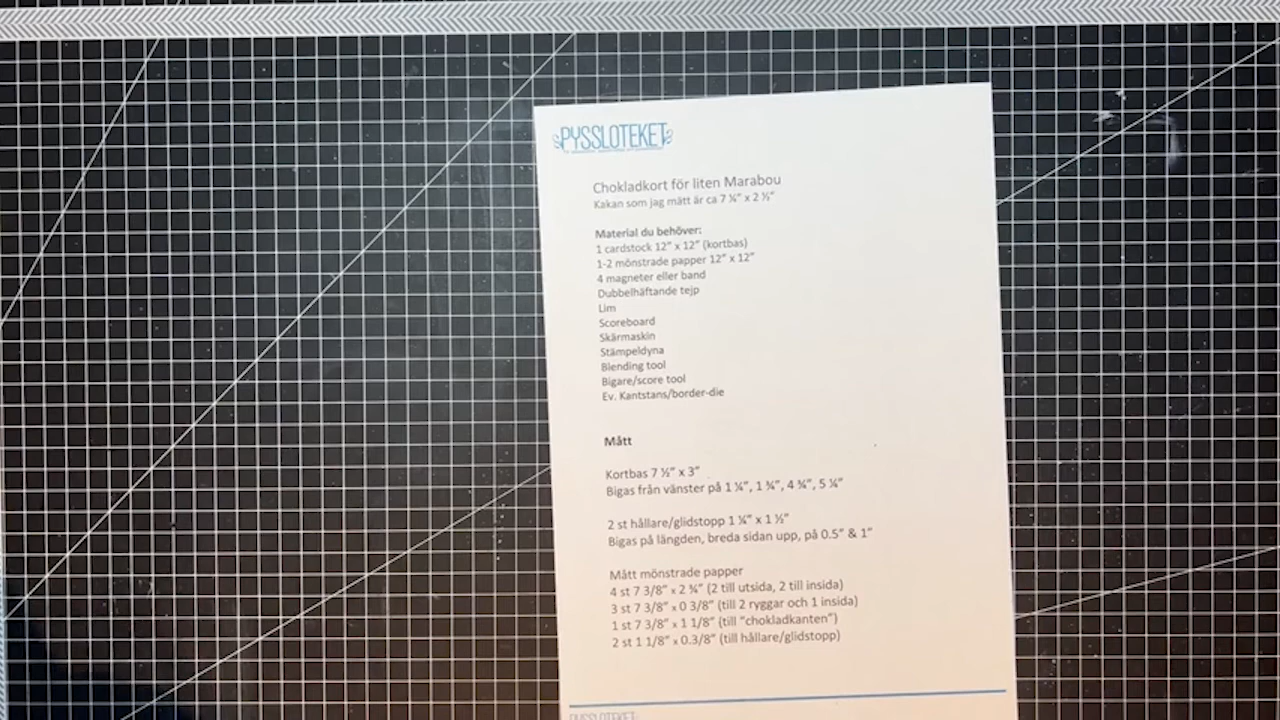 PYSSLOTEKET
Chokladkort för liten Marabou
Kakan som jag mätt är ca 7 ¼” x 2 ½”
Material du behöver:
1 cardstock 12” x 12” (kortbas)
1-2 mönstrade papper 12” x 12”
4 magneter eller band
Dubbelhäftande tejp
Lim
Scoreboard
Skärmaskin
Stämpeldyna
Blending tool
Bigare/score tool
Ev. Kantstans/border-die
Mått
Kortbas 7 ½” x 3”
Bigas från vänster på 1 ¼”, 1 ¾”, 4 ¾”, 5 ¼”
2 st hållare/glidstopp 1 ¼” x 1 ½”
Bigas på längden, breda sidan upp, på 0.5” & 1”
Mått mönstrade papper
4 st 7 3/8” x 2 ¾” (2 till utsida, 2 till insida)
3 st 7 3/8” x 0 3/8” (till 2 ryggar och 1 insida)
1 st 7 3/8” x 1 1/8” (till “chokladkanten”)
2 st 1 1/8” x 0.3/8” (till hållare/glidstopp)
PYSSLOTEKET